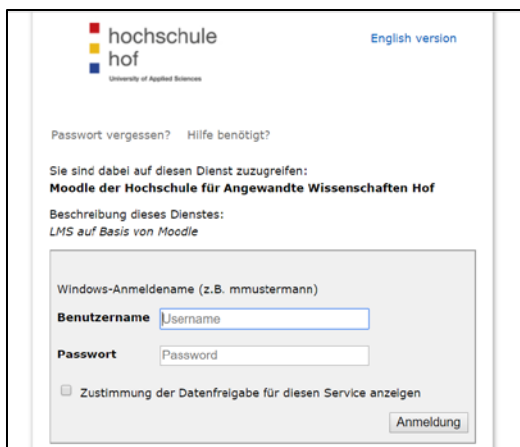 hochschule
hof
University of Applied Sciences
English version
Passwort vergessen? Hilfe benötigt?
Sie sind dabei auf diesen Dienst zuzugreifen:
Moodle der Hochschule für Angewandte Wissenschaften Hof
Beschreibung dieses Dienstes:
LMS auf Basis von Moodle
Windows-Anmeldename (z.B. mmustermann)
Benutzername Username
Passwort Password
Zustimmung der Datenfreigabe für diesen Service anzeigen
Anmeldung